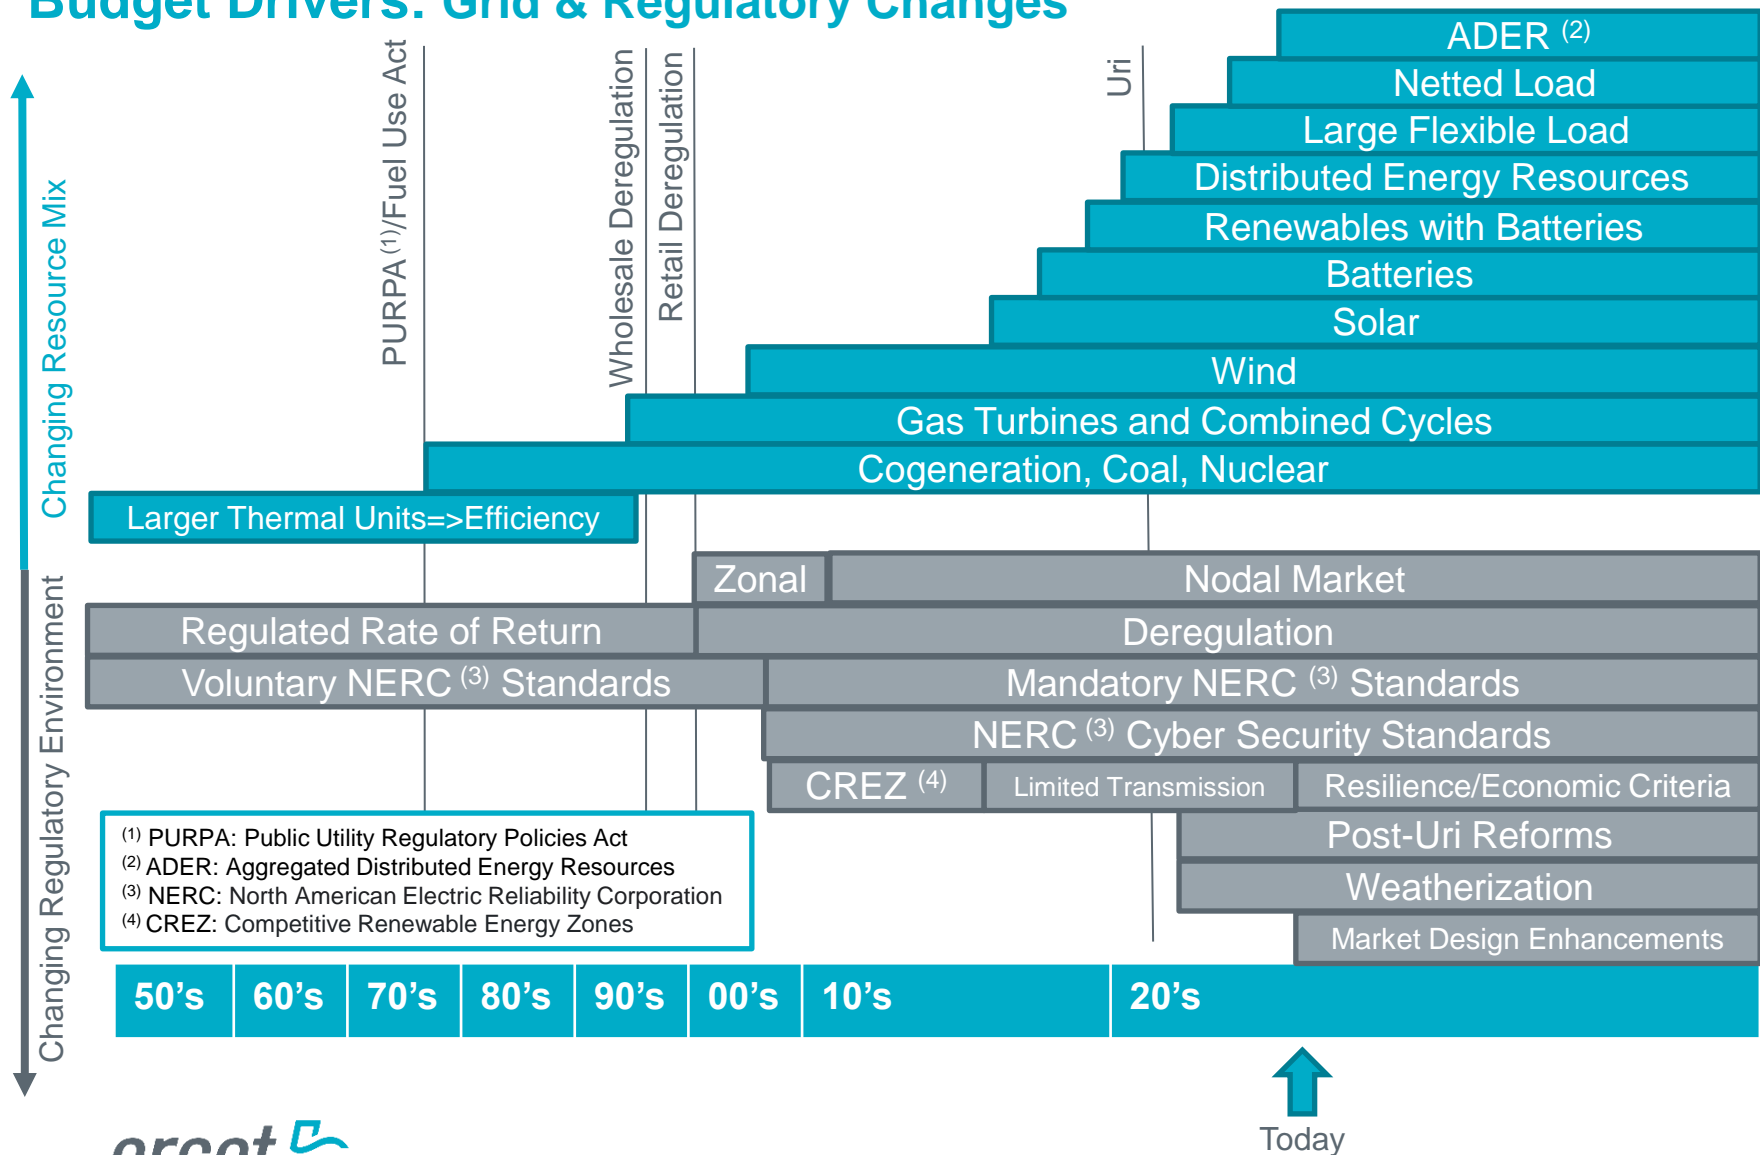 Budget Drivers: Grid & Regulatory Changes
PURPA (1)/Fuel Use Act
Wholesale Deregulation
Retail Deregulation
Uri
ADER (2)
Netted Load
Large Flexible Load
Distributed Energy Resources
Renewables with Batteries
Batteries
Solar
Wind
Gas Turbines and Combined Cycles
Cogeneration, Coal, Nuclear
Larger Thermal Units=>Efficiency
Changing Resource Mix
Changing Regulatory Environment
Zonal
Nodal Market
Regulated Rate of Return
Deregulation
Voluntary NERC (3) Standards
Mandatory NERC (3) Standards
NERC (3) Cyber Security Standards
CREZ (4)
Limited Transmission
Resilience/Economic Criteria
Post-Uri Reforms
Weatherization
Market Design Enhancements
(1) PURPA: Public Utility Regulatory Policies Act
(2) ADER: Aggregated Distributed Energy Resources
(3) NERC: North American Electric Reliability Corporation
(4) CREZ: Competitive Renewable Energy Zones
50's 60's 70's 80's 90's 00's 10's 20's
Today
ercot